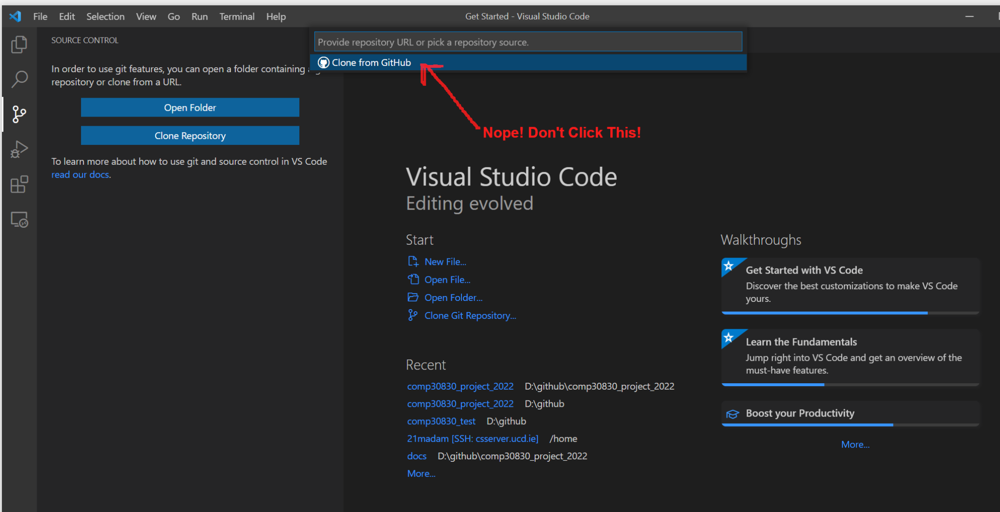 File Edit Selection View Go Run Terminal Help
Get Started - Visual Studio Code
SOURCE CONTROL
Provide repository URL or pick a repository source.
Clone from GitHub
In order to use git features, you can open a folder containing
repository or clone from a URL.
Open Folder
Clone Repository
To learn more about how to use git and source control in VS Code
read our docs.
Nope! Don't Click This!
Visual Studio Code
Editing evolved
Start
New File...
Open File...
Open Folder...
Clone Git Repository...
Recent
comp30830_project_2022 D:\github\comp30830_project_2022
comp30830_project_2022 D:\github
comp30830_test D:\github
21madam [SSH: csserver.ucd.ie] /home
docs D:\github\comp30830_project_2022
More...
Walkthroughs
Get Started with VS Code
Discover the best customizations to make VS Code
yours.
Learn the Fundamentals
Jump right into VS Code and get an overview of the
must-have features.
Boost your Productivity
More...